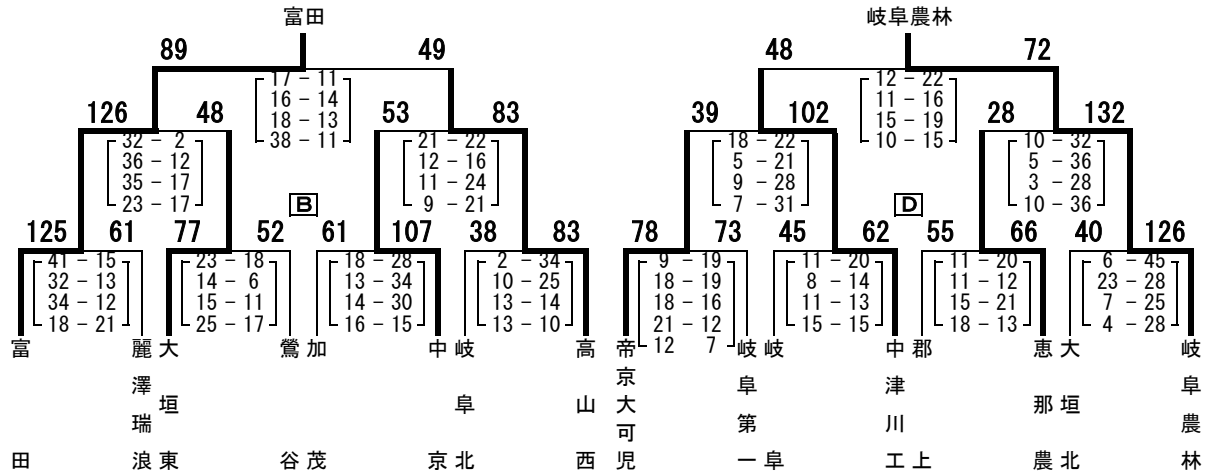 富田 岐阜農林
89 49 48 72
17 - 11 12 - 22
16 - 14 11 - 16
18 - 13 15 - 19
38 - 11 10 - 15
126 48 53 83 39 102 28 132
32 - 2 21 - 22 18 - 22 10 - 32
36 - 12 12 - 16 5 - 21 5 - 36
35 - 17 11 - 24 9 - 28 3 - 28
23 - 17 9 - 21 7 - 31 10 - 36
B D
125 61 77 52 61 107 38 83 78 73 45 62 55 66 40 126
41 - 15 23 - 18 18 - 28 2 - 34 9 - 19 11 - 20 11 - 20 6 - 45
32 - 13 14 - 6 13 - 34 10 - 25 18 - 19 8 - 14 11 - 12 23 - 28
34 - 12 15 - 11 14 - 30 13 - 14 18 - 16 11 - 13 15 - 21 7 - 25
18 - 21 25 - 17 16 - 15 13 - 10 21 - 12 15 - 15 18 - 13 4 - 28
12 7
富田
麗澤瑞浪
大垣東
鶯谷
加茂
中京
岐阜北
高山西
帝京大可児
岐阜第一
岐阜
中津川工
郡上
恵那農
大垣北
岐阜農林